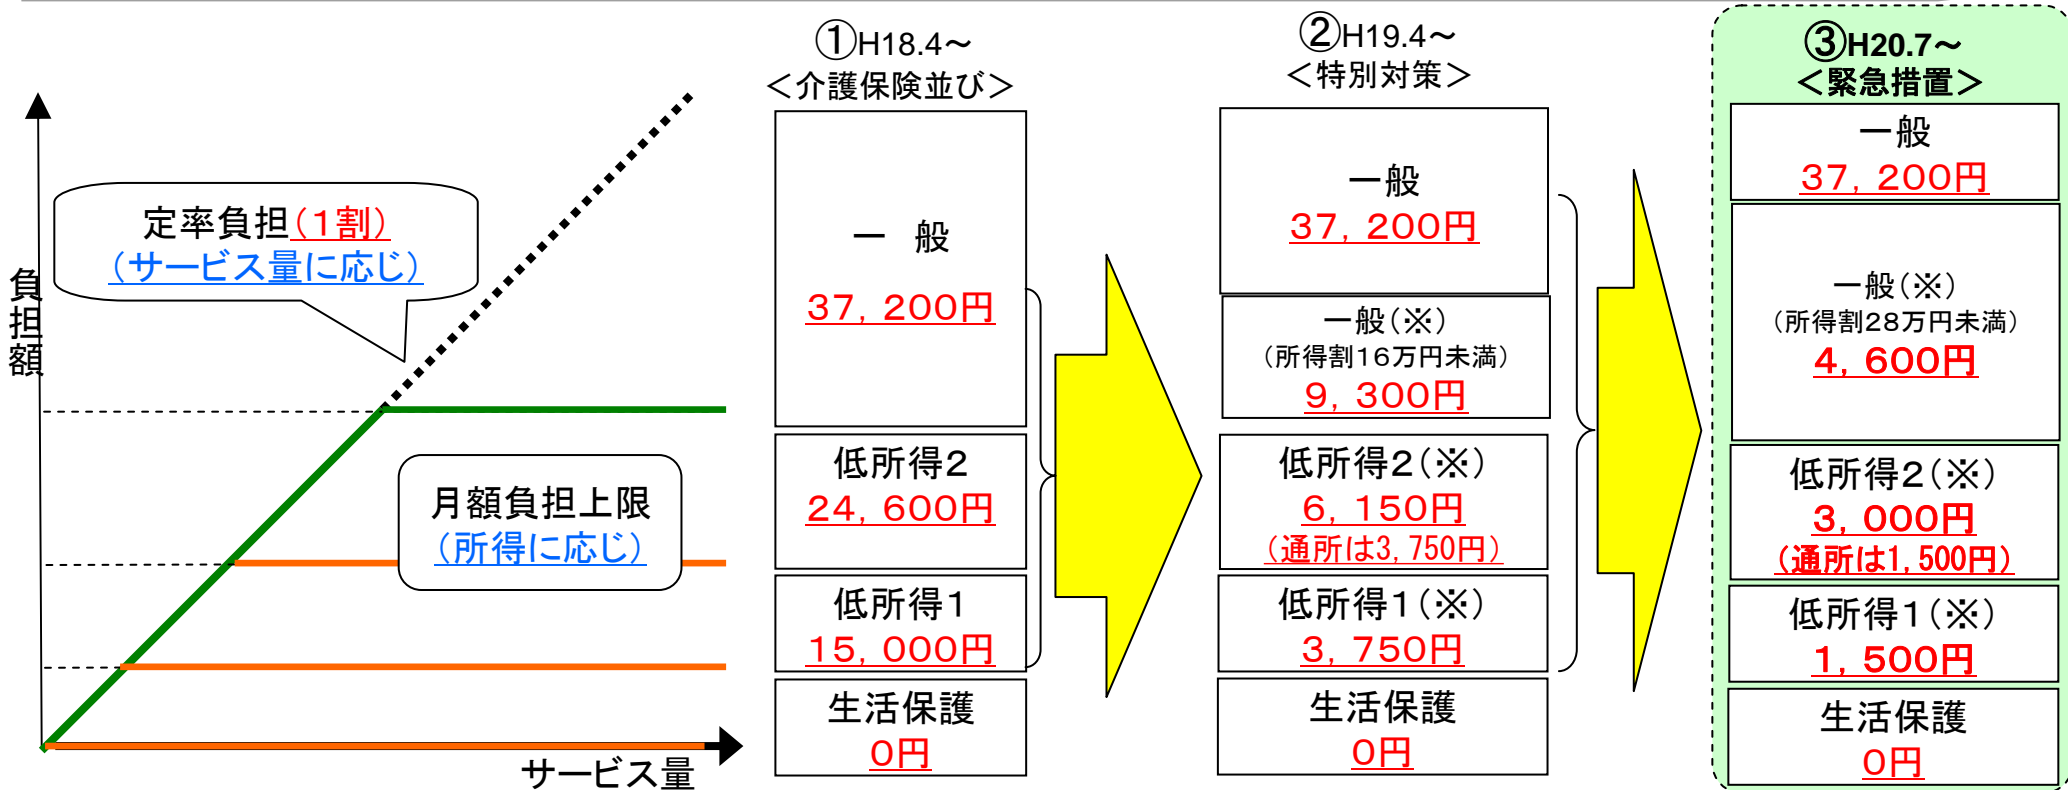 負担額
定率負担(1割)
(サービス量に応じ)
月額負担上限
(所得に応じ)
サービス量
①H18.4～
＜介護保険並び＞
一 般
37,200円
低所得2
24,600円
低所得1
15,000円
生活保護
0円
②H19.4～
＜特別対策＞
一般
37,200円
一般(※)
(所得割16万円未満)
9,300円
低所得2(※)
6,150円
(通所は3,750円)
低所得1(※)
3,750円
生活保護
0円
③H20.7～
＜緊急措置＞
一般
37,200円
一般(※)
(所得割28万円未満)
4,600円
低所得2(※)
3,000円
(通所は1,500円)
低所得1(※)
1,500円
生活保護
0円